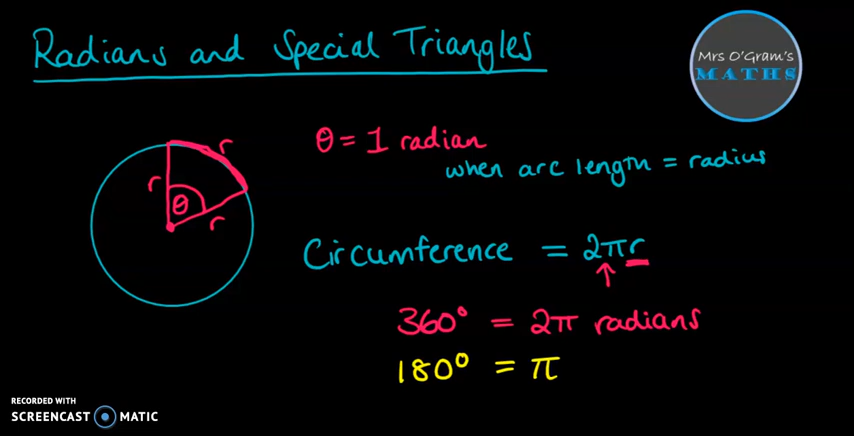 Radians and Special Triangles
Mrs O'Gram's
MATHS
r
r
θ
r
θ = 1 radian
when arc length = radius
Circumference = 2πr
↑
360° = 2π radians
180° = π
RECORDED WITH
SCREENCAST MATIC